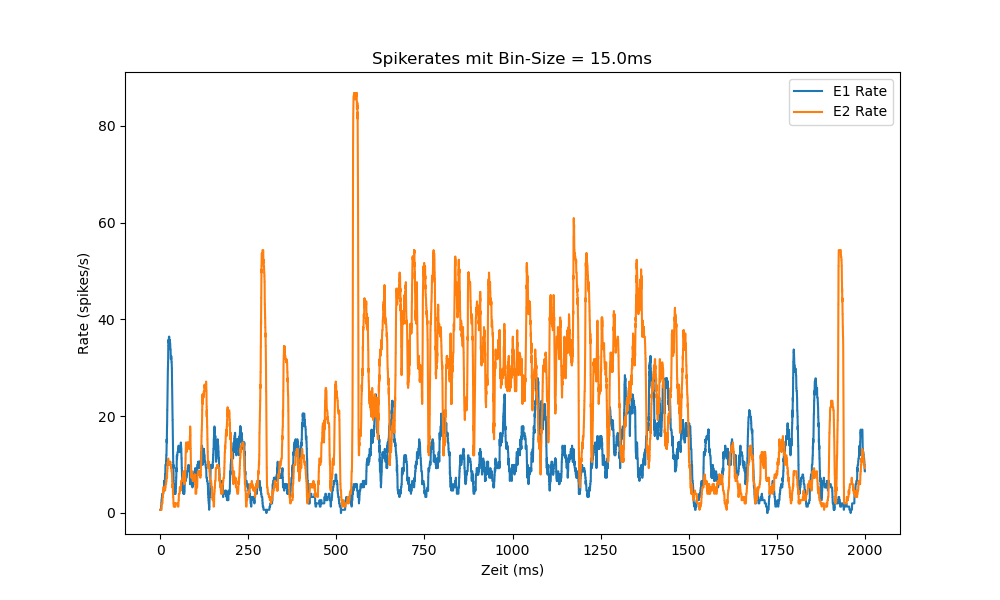 Spikerates mit Bin-Size = 15.0ms
E1 Rate
E2 Rate
Rate (spikes/s)
80
60
40
20
0
0 250 500 750 1000 1250 1500 1750 2000
Zeit (ms)